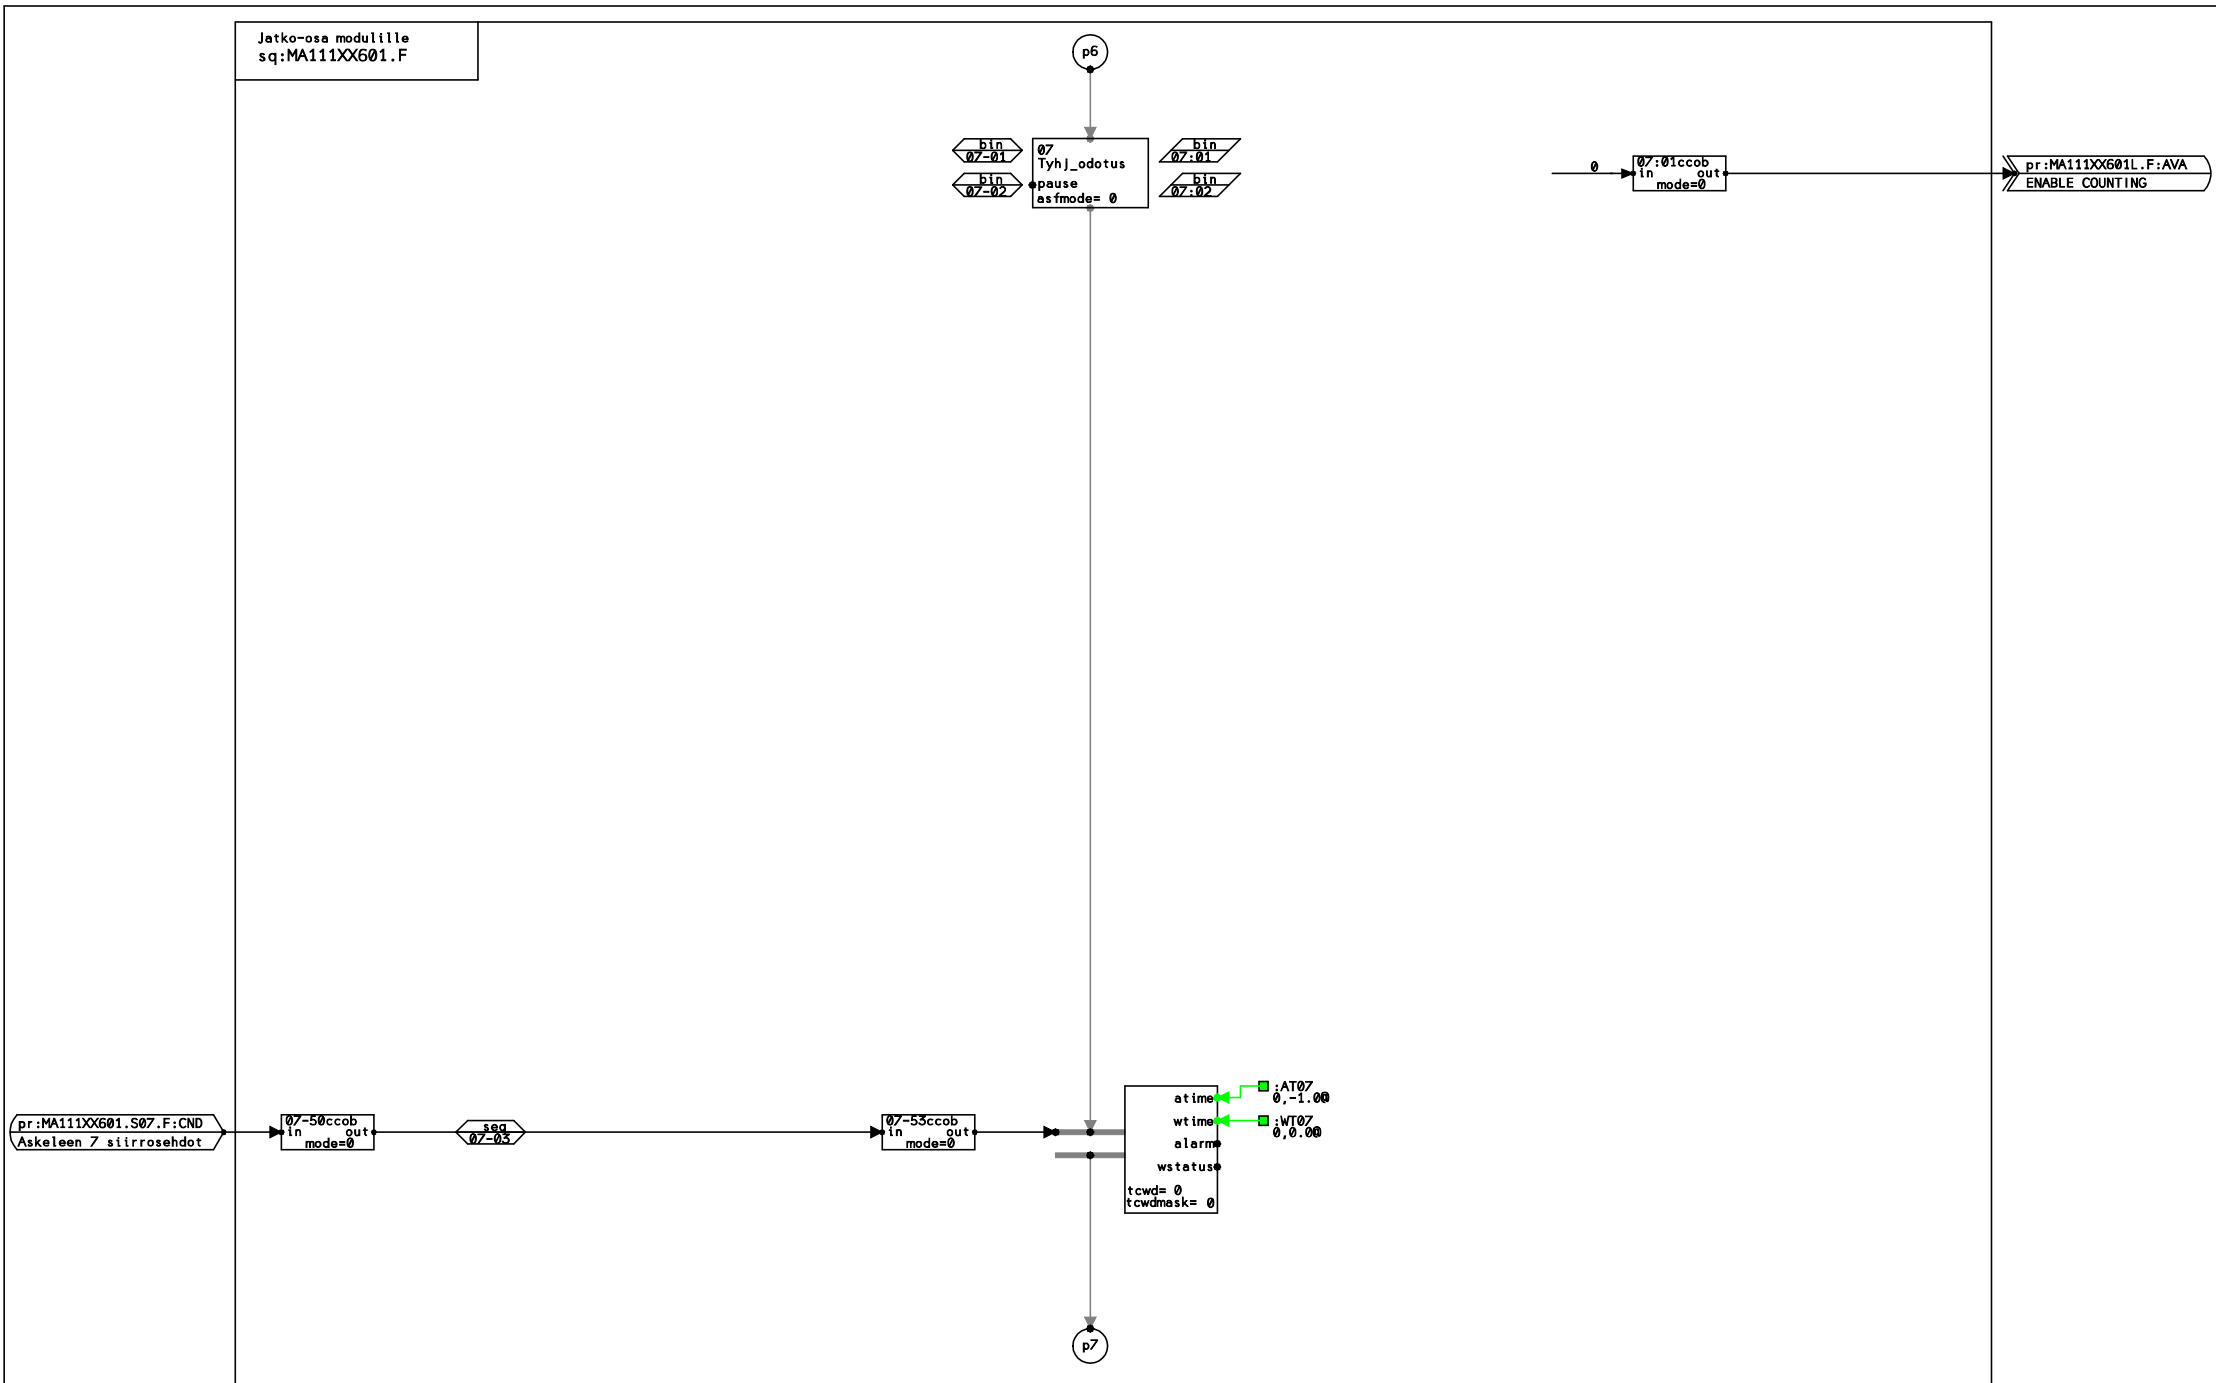 Jatko-osa modulille
sq:MA111XX601.F
p6
bin
07-01
bin
07-02
07
Tyhj_odotus
pause
asfmode= 0
bin
07:01
bin
07:02
0
07:01ccob
in out
mode=0
pr:MA111XX601L.F:AVA
ENABLE COUNTING
pr:MA111XX601.S07.F:CND
Askeleen 7 siirrosehdot
07-50ccob
in out
mode=0
seq
07-03
07-53ccob
in out
mode=0
atime
wtime
alarm
wstatus
tcwd= 0
tcwdmask= 0
:AT07
0,-1.0@
:WT07
0,0.0@
p7